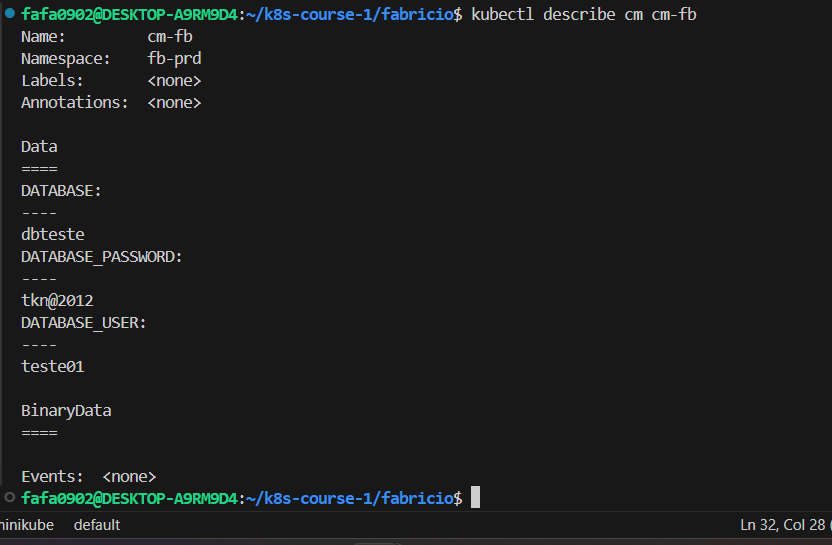 fafa0902@DESKTOP-A9RM9D4:~/k8s-course-1/fabricio$ kubectl describe cm cm-fb
Name:         cm-fb
Namespace:    fb-prd
Labels:       <none>
Annotations:  <none>

Data
====
DATABASE:
----
dbteste
DATABASE_PASSWORD:
----
tkn@2012
DATABASE_USER:
----
teste01

BinaryData
====

Events:  <none>
fafa0902@DESKTOP-A9RM9D4:~/k8s-course-1/fabricio$
minikube default Ln 32, Col 28